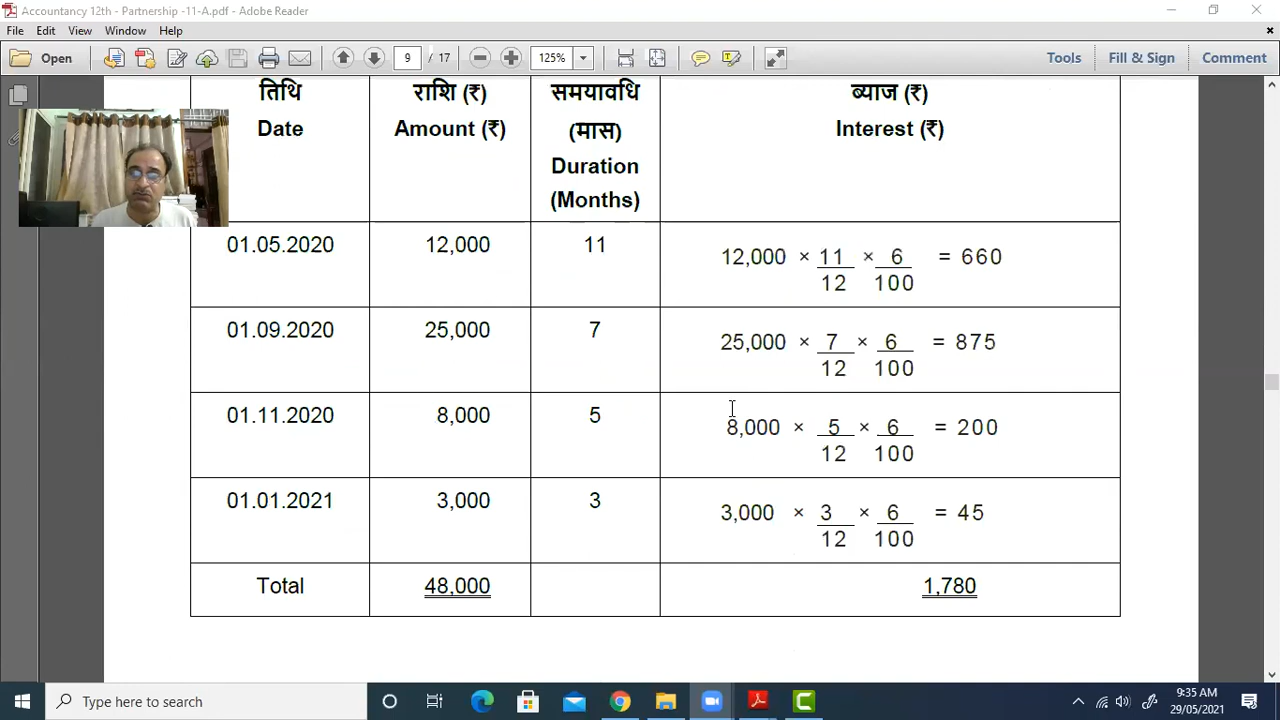 Accountancy 12th - Partnership -11-A.pdf - Adobe Reader
File Edit View Window Help
Open 9 / 17 125% Tools Fill & Sign Comment
तिथि
Date
राशि (₹)
Amount (₹)
समयावधि
(मास)
Duration
(Months)
ब्याज (₹)
Interest (₹)
01.05.2020 12,000 11 12,000 × 11/12 × 6/100 = 660
01.09.2020 25,000 7 25,000 × 7/12 × 6/100 = 875
01.11.2020 8,000 5 8,000 × 5/12 × 6/100 = 200
01.01.2021 3,000 3 3,000 × 3/12 × 6/100 = 45
Total 48,000 1,780
Type here to search
9:35 AM
29/05/2021